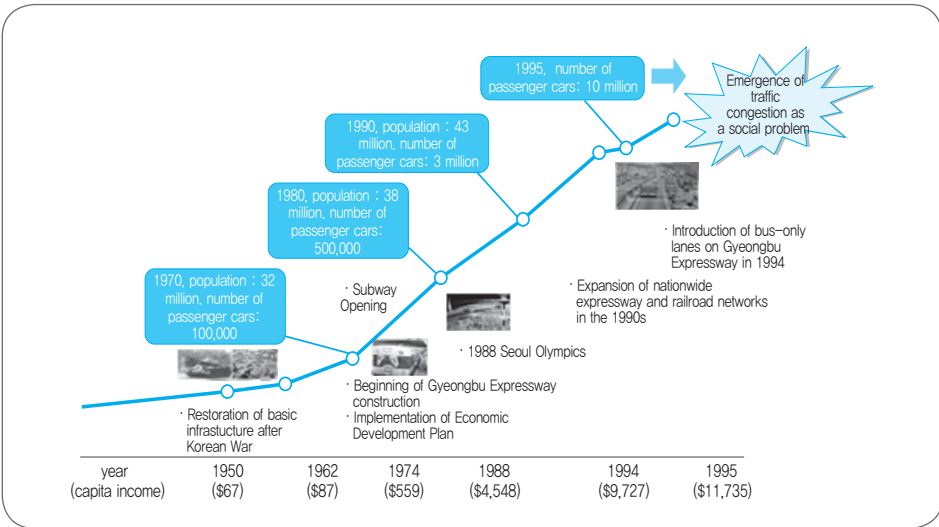 1995, number of
passenger cars: 10 million
Emergence of
traffic
congestion as
a social problem
1990, population : 43
million, number of
passenger cars: 3 million
1980, population : 38
million, number of
passenger cars:
500,000
1970, population : 32
million, number of
passenger cars:
100,000
· Subway
Opening
· Introduction of bus-only
lanes on Gyeongbu
Expressway in 1994
· Expansion of nationwide
expressway and railroad networks
in the 1990s
· 1988 Seoul Olympics
· Beginning of Gyeongbu Expressway
construction
· Implementation of Economic
Development Plan
· Restoration of basic
infrastucture after
Korean War
year 1950 1962 1974 1988 1994 1995
(capita income) ($67) ($87) ($559) ($4,548) ($9,727) ($11,735)